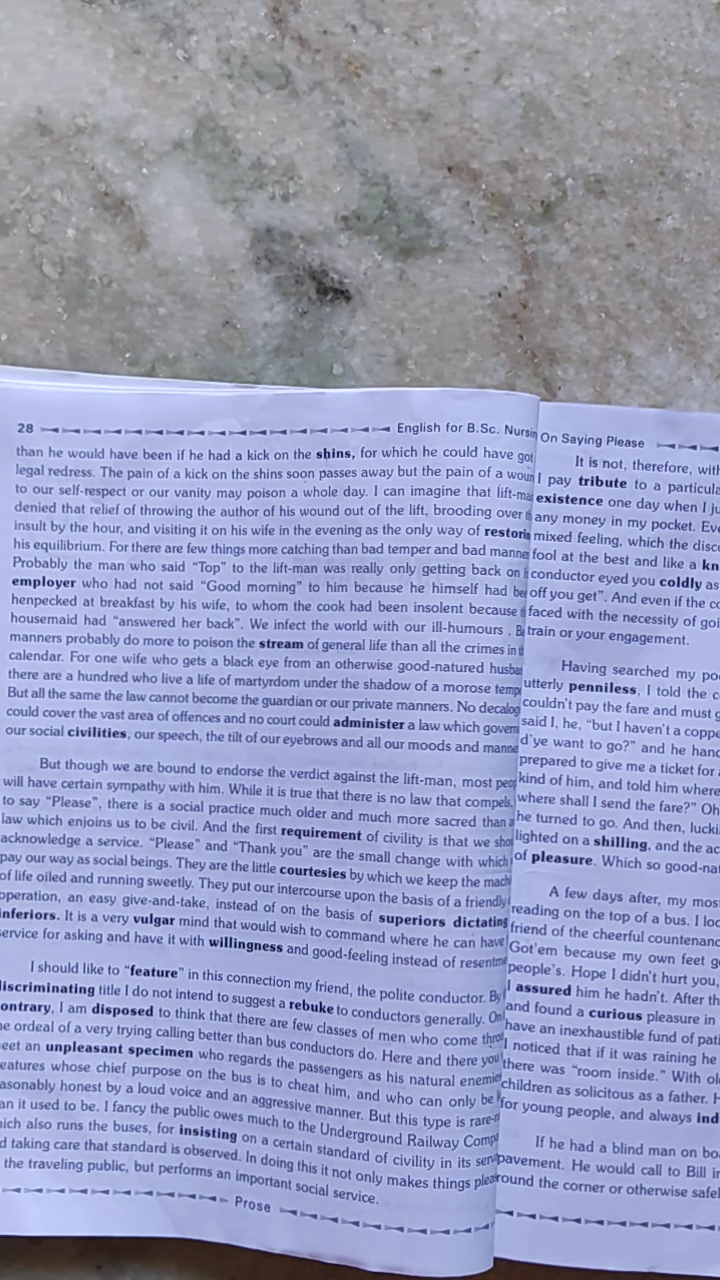 28 English for B.Sc. Nursin
than he would have been if he had a kick on the shins, for which he could have got
legal redress. The pain of a kick on the shins soon passes away but the pain of a woun
to our self-respect or our vanity may poison a whole day. I can imagine that lift-ma
denied that relief of throwing the author of his wound out of the lift, brooding over
insult by the hour, and visiting it on his wife in the evening as the only way of restorin
his equilibrium. For there are few things more catching than bad temper and bad manne
Probably the man who said “Top” to the lift-man was really only getting back on
employer who had not said “Good morning” to him because he himself had be
henpecked at breakfast by his wife, to whom the cook had been insolent because
housemaid had “answered her back”. We infect the world with our ill-humours . B
manners probably do more to poison the stream of general life than all the crimes in
calendar. For one wife who gets a black eye from an otherwise good-natured husba
there are a hundred who live a life of martyrdom under the shadow of a morose temp
But all the same the law cannot become the guardian or our private manners. No decalog
could cover the vast area of offences and no court could administer a law which govern
our social civilities, our speech, the tilt of our eyebrows and all our moods and manne
But though we are bound to endorse the verdict against the lift-man, most peop
will have certain sympathy with him. While it is true that there is no law that compels
to say “Please”, there is a social practice much older and much more sacred than a
law which enjoins us to be civil. And the first requirement of civility is that we sho
acknowledge a service. “Please” and “Thank you” are the small change with which
pay our way as social beings. They are the little courtesies by which we keep the mach
of life oiled and running sweetly. They put our intercourse upon the basis of a friendly
operation, an easy give-and-take, instead of on the basis of superiors dictating
inferiors. It is a very vulgar mind that would wish to command where he can have
service for asking and have it with willingness and good-feeling instead of resentme
I should like to “feature” in this connection my friend, the polite conductor. By
discriminating title I do not intend to suggest a rebuke to conductors generally. On
ontrary, I am disposed to think that there are few classes of men who come throu
e ordeal of a very trying calling better than bus conductors do. Here and there you
eet an unpleasant specimen who regards the passengers as his natural enemie
eatures whose chief purpose on the bus is to cheat him, and who can only be
asonably honest by a loud voice and an aggressive manner. But this type is rare-
an it used to be. I fancy the public owes much to the Underground Railway Comp
ich also runs the buses, for insisting on a certain standard of civility in its serv
d taking care that standard is observed. In doing this it not only makes things plea
the traveling public, but performs an important social service.
Prose
On Saying Please
It is not, therefore, with
I pay tribute to a particula
existence one day when I ju
any money in my pocket. Eve
mixed feeling, which the disc
fool at the best and like a kn
conductor eyed you coldly as
off you get”. And even if the co
faced with the necessity of goi
train or your engagement.
Having searched my po
utterly penniless, I told the c
couldn't pay the fare and must g
said I, he, “but I haven't a coppe
d'ye want to go?” and he hand
prepared to give me a ticket for
kind of him, and told him where
where shall I send the fare?” Oh
he turned to go. And then, lucki
lighted on a shilling, and the ac
of pleasure. Which so good-nat
A few days after, my most
reading on the top of a bus. I loo
friend of the cheerful countenanc
Got'em because my own feet g
people's. Hope I didn't hurt you,
I assured him he hadn't. After th
and found a curious pleasure in
have an inexhaustible fund of pati
I noticed that if it was raining he
there was “room inside.” With ol
children as solicitous as a father. H
for young people, and always ind
If he had a blind man on bo
pavement. He would call to Bill in
round the corner or otherwise safel